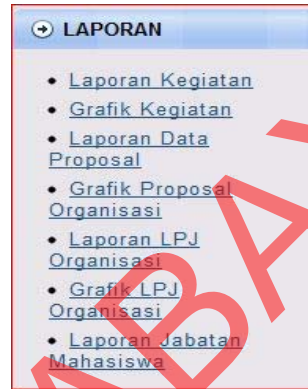 LAPORAN
Laporan Kegiatan
Grafik Kegiatan
Laporan Data
Proposal
Grafik Proposal
Organisasi
Laporan LPJ
Organisasi
Grafik LPJ
Organisasi
Laporan Jabatan
Mahasiswa